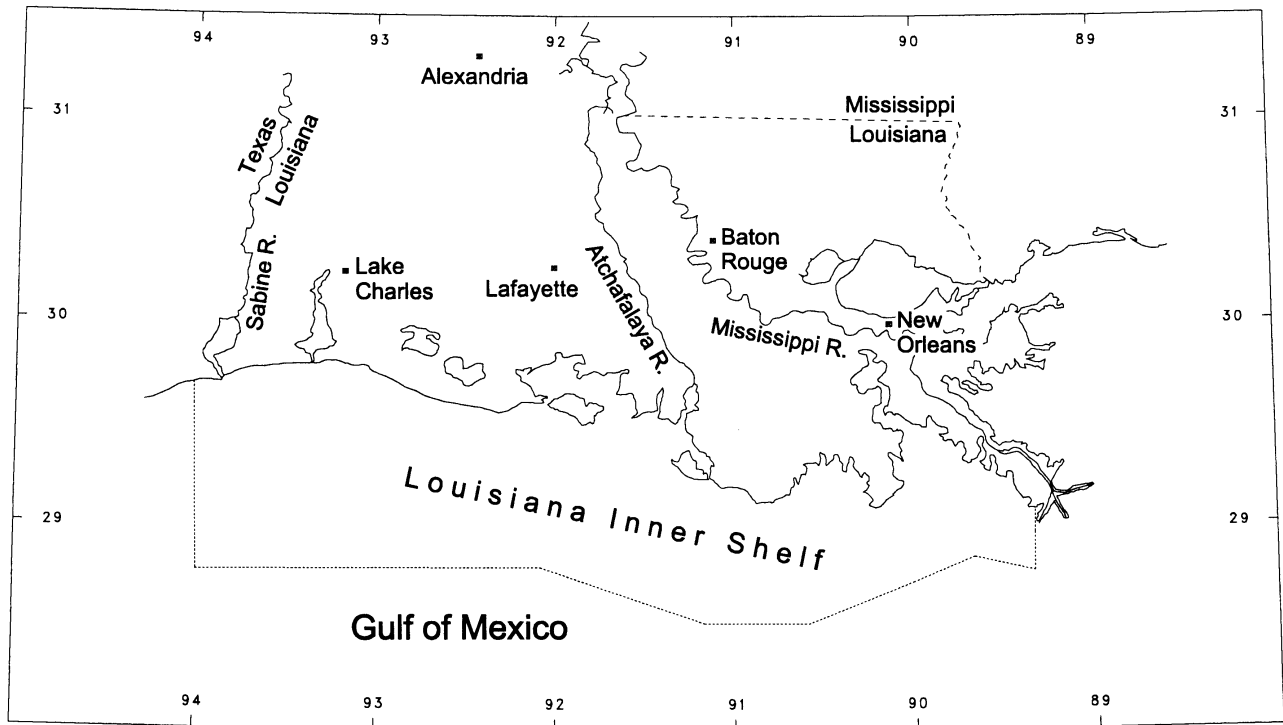 94 93 92 91 90 89
Alexandria
31 31
Mississippi
Louisiana
Texas
Louisiana
Sabine R.
Lake
Charles
Lafayette
Atchafalaya R.
Baton
Rouge
30 30
Mississippi R.
New
Orleans
Louisiana Inner Shelf
29 29
Gulf of Mexico
94 93 92 91 90 89